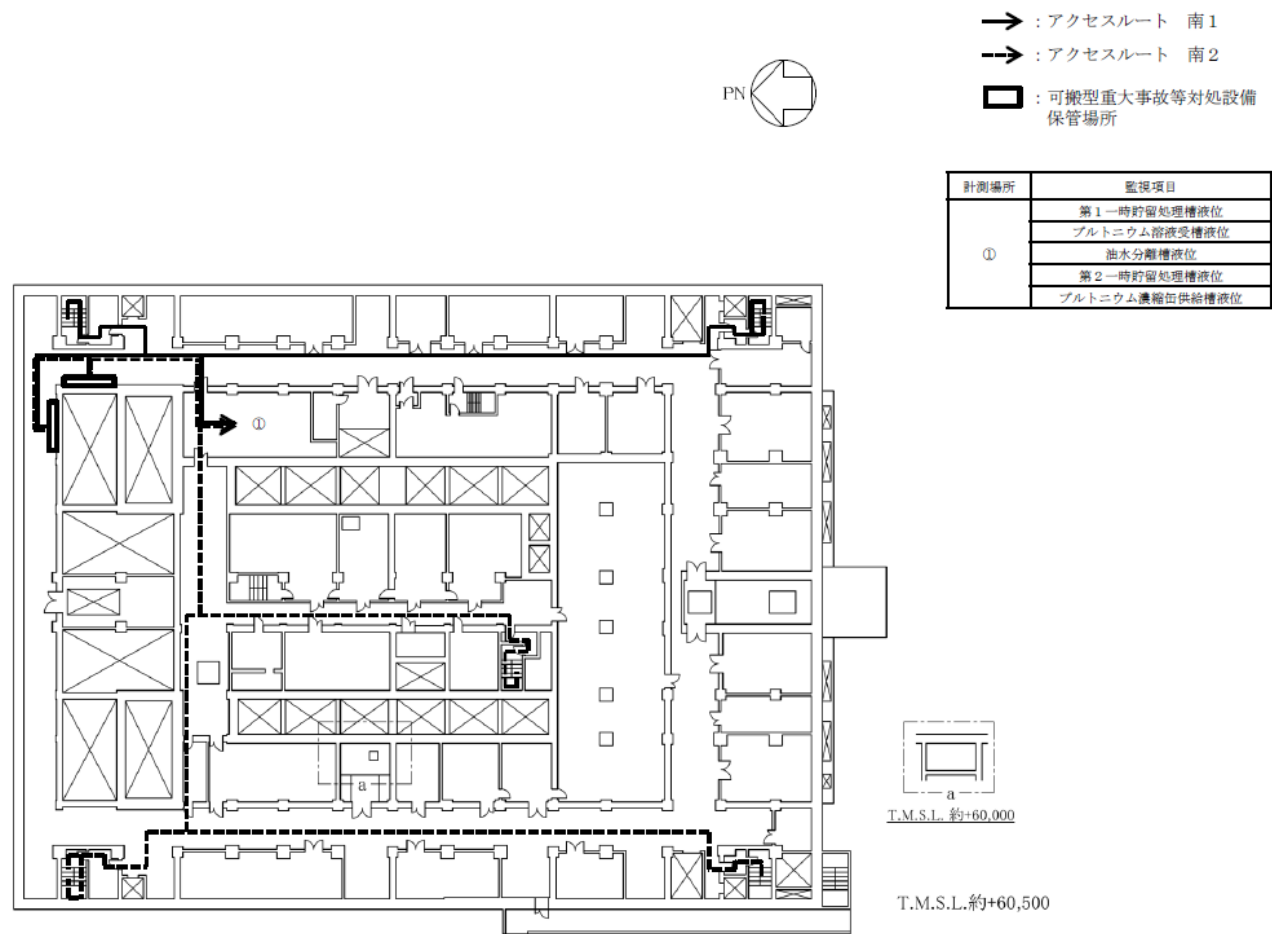 ：アクセスルート　南１
：アクセスルート　南２
：可搬型重大事故等対処設備
保管場所
PN
計測場所 監視項目
① 第１一時貯留処理槽液位
プルトニウム溶液受槽液位
油水分離槽液位
第２一時貯留処理槽液位
プルトニウム濃縮缶供給槽液位
①
a
a
T.M.S.L. 約+60,000
T.M.S.L.約+60,500